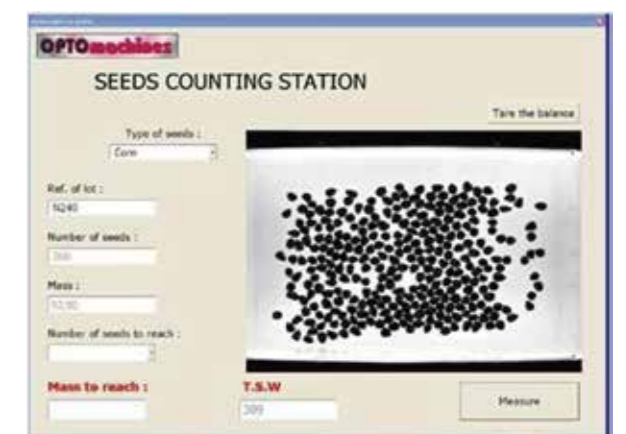 OPTOmachines
SEEDS COUNTING STATION
Tare the balance
Type of seeds :
Corn
Ref. of lot :
N240
Number of seeds :
Mass :
Number of seeds to reach :
Mass to reach :
T.S.W
309
Measure